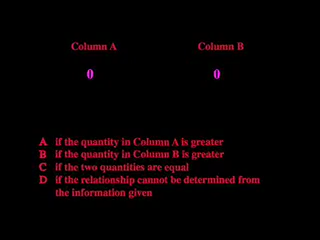 Column A Column B
0 0
A if the quantity in Column A is greater
B if the quantity in Column B is greater
C if the two quantities are equal
D if the relationship cannot be determined from
the information given